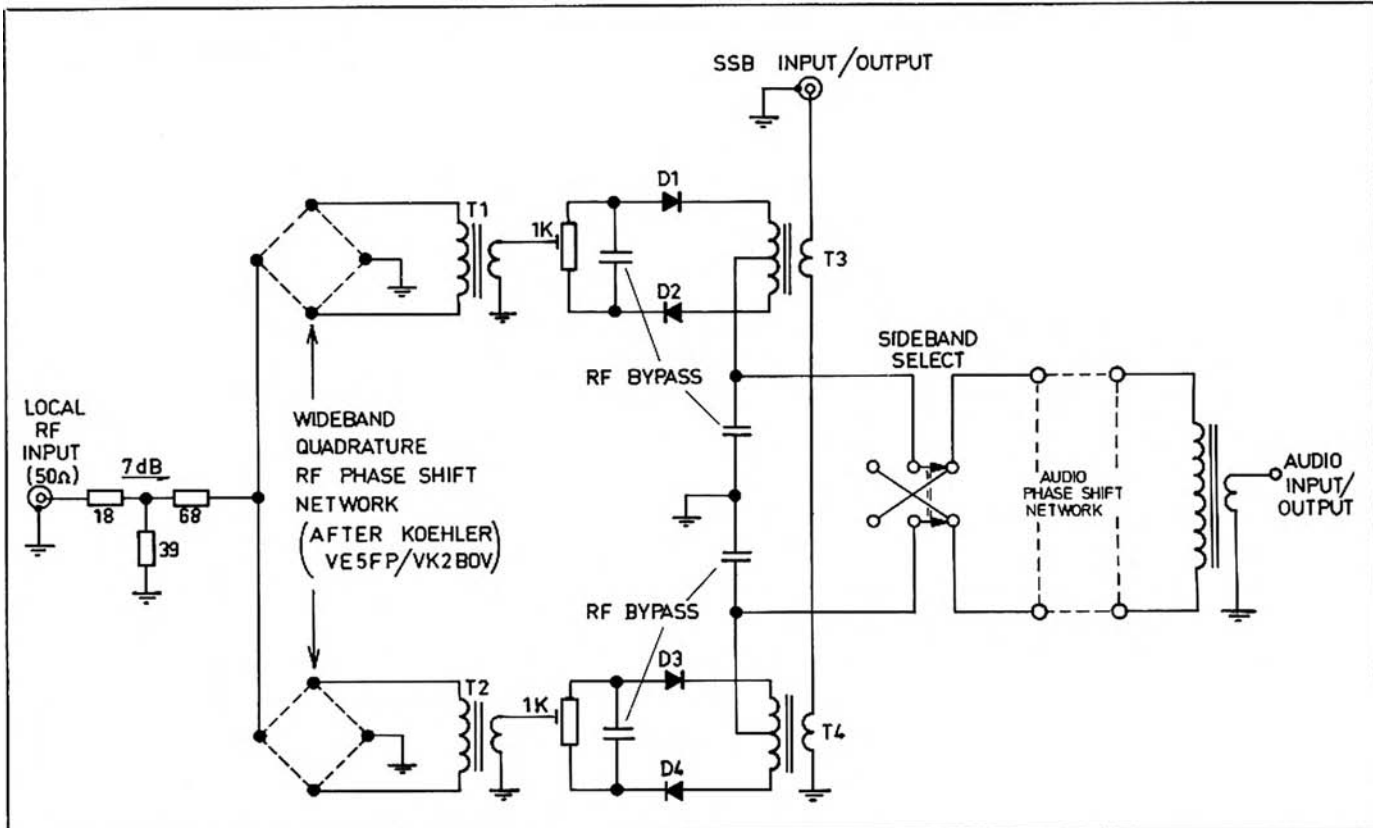 SSB INPUT/OUTPUT
D1
T1
1K
T3
D2
SIDEBAND
SELECT
RF BYPASS
LOCAL
RF
INPUT
(50Ω)
7dB
18
68
39
WIDEBAND
QUADRATURE
RF PHASE SHIFT
NETWORK
(AFTER KOEHLER
VE5FP/VK2BOV)
AUDIO
PHASE SHIFT
NETWORK
AUDIO
INPUT/
OUTPUT
RF BYPASS
D3
T2
1K
T4
D4